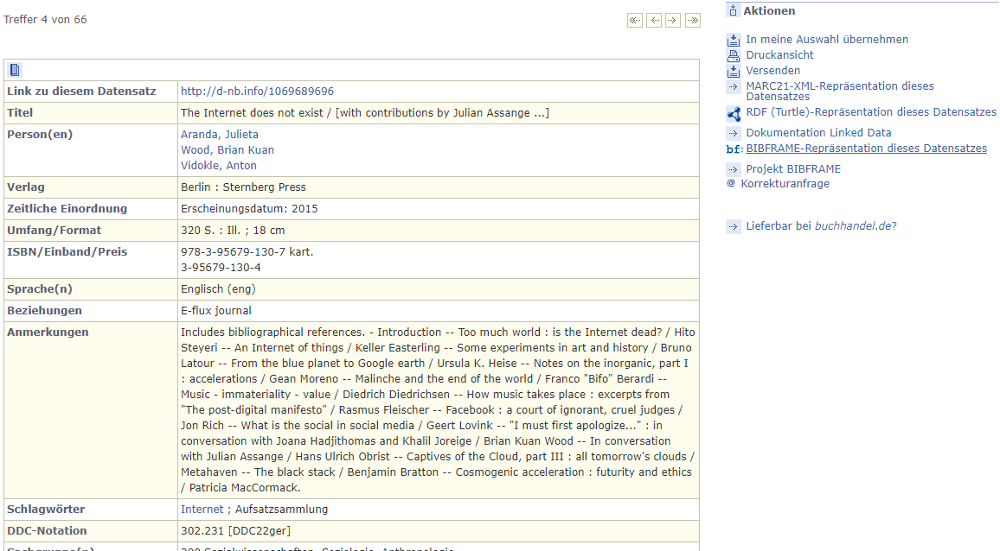 Treffer 4 von 66
Link zu diesem Datensatz http://d-nb.info/1069689696
Titel The Internet does not exist / [with contributions by Julian Assange ...]
Person(en) Aranda, Julieta
Wood, Brian Kuan
Vidokle, Anton
Verlag Berlin : Sternberg Press
Zeitliche Einordnung Erscheinungsdatum: 2015
Umfang/Format 320 S. : Ill. ; 18 cm
ISBN/Einband/Preis 978-3-95679-130-7 kart.
3-95679-130-4
Sprache(n) Englisch (eng)
Beziehungen E-flux journal
Anmerkungen Includes bibliographical references. - Introduction -- Too much world : is the Internet dead? / Hito
Steyeri -- An Internet of things / Keller Easterling -- Some experiments in art and history / Bruno
Latour -- From the blue planet to Google earth / Ursula K. Heise -- Notes on the inorganic, part I
: accelerations / Gean Moreno -- Malinche and the end of the world / Franco "Bifo" Berardi --
Music - immateriality - value / Diedrich Diedrichsen -- How music takes place : excerpts from
"The post-digital manifesto" / Rasmus Fleischer -- Facebook : a court of ignorant, cruel judges /
Jon Rich -- What is the social in social media / Geert Lovink -- "I must first apologize..." : in
conversation with Joana Hadjithomas and Khalil Joreige / Brian Kuan Wood -- In conversation
with Julian Assange / Hans Ulrich Obrist -- Captives of the Cloud, part III : all tomorrow's clouds /
Metahaven -- The black stack / Benjamin Bratton -- Cosmogenic acceleration : futurity and ethics
/ Patricia MacCormack.
Schlagwörter Internet ; Aufsatzsammlung
DDC-Notation 302.231 [DDC22ger]
Sachgruppe(n) 300 Sozialwissenschaften, Soziologie, Anthropologie
Aktionen
In meine Auswahl übernehmen
Druckansicht
Versenden
MARC21-XML-Repräsentation dieses
Datensatzes
RDF (Turtle)-Repräsentation dieses Datensatzes
Dokumentation Linked Data
bf: BIBFRAME-Repräsentation dieses Datensatzes
Projekt BIBFRAME
@ Korrekturanfrage
Lieferbar bei buchhandel.de?